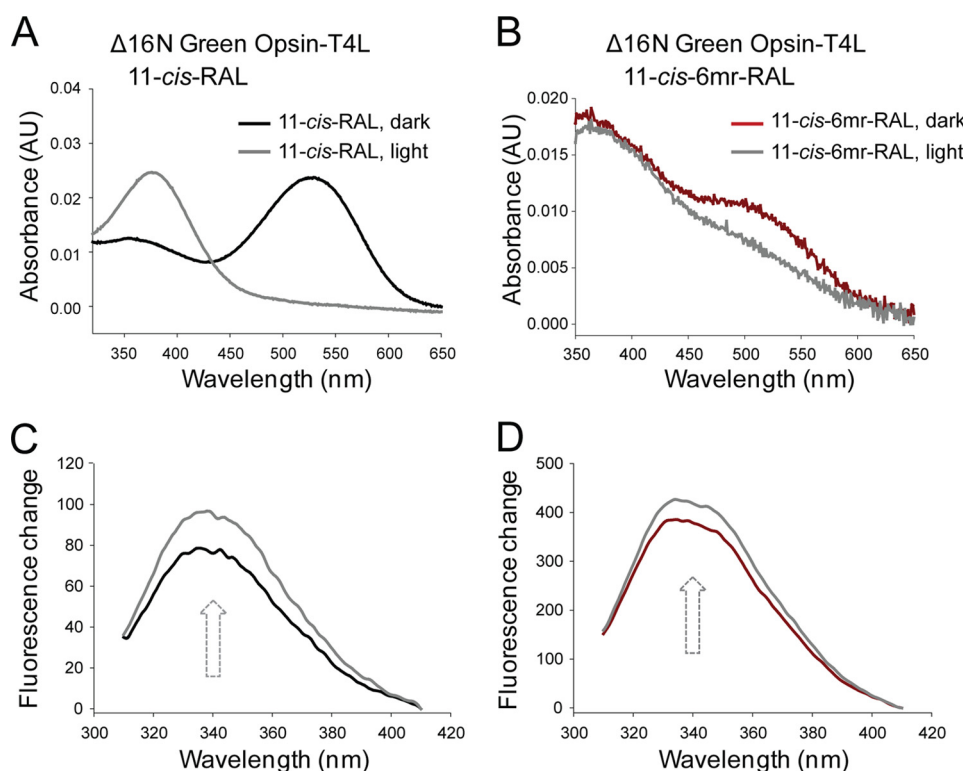 A
Δ16N Green Opsin-T4L
11-cis-RAL
0.04
0.03
0.02
0.01
0.00
Absorbance (AU)
11-cis-RAL, dark
11-cis-RAL, light
350 400 450 500 550 600 650
Wavelength (nm)
B
Δ16N Green Opsin-T4L
11-cis-6mr-RAL
0.020
0.015
0.010
0.005
0.000
Absorbance (AU)
11-cis-6mr-RAL, dark
11-cis-6mr-RAL, light
350 400 450 500 550 600 650
Wavelength (nm)
C
120
100
80
60
40
20
0
Fluorescence change
300 320 340 360 380 400 420
Wavelength (nm)
D
500
400
300
200
100
0
Fluorescence change
300 320 340 360 380 400 420
Wavelength (nm)